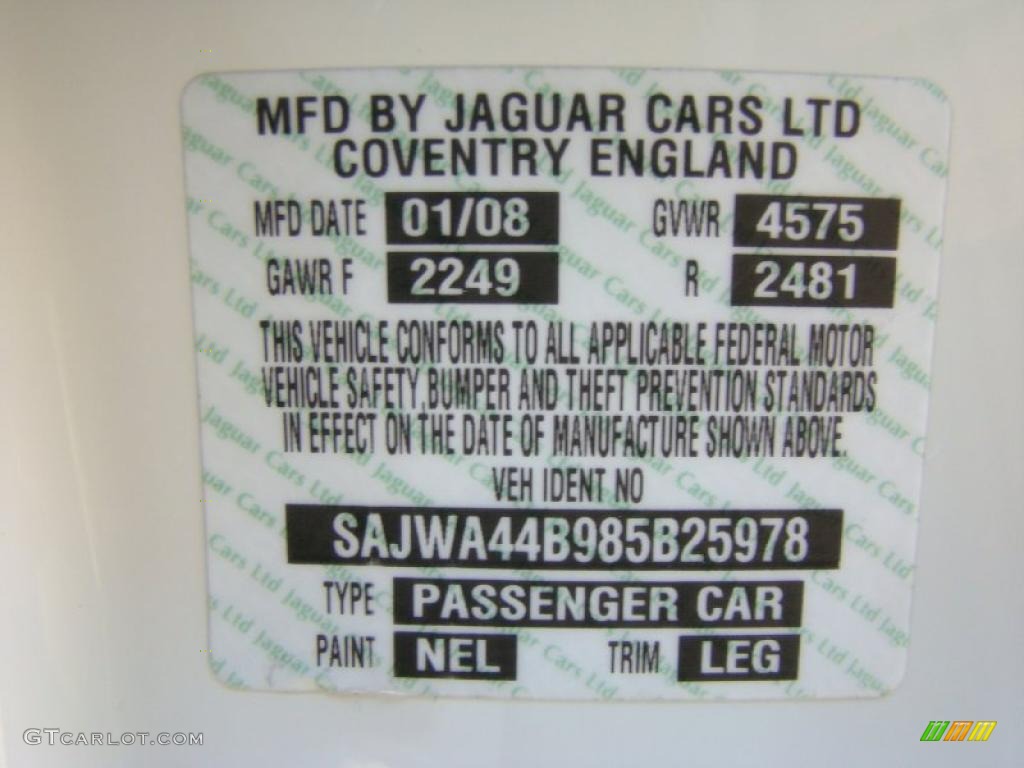 MFD BY JAGUAR CARS LTD
COVENTRY ENGLAND
MFD DATE 01/08 GVWR 4575
GAWR F 2249 R 2481
THIS VEHICLE CONFORMS TO ALL APPLICABLE FEDERAL MOTOR
VEHICLE SAFETY, BUMPER AND THEFT PREVENTION STANDARDS
IN EFFECT ON THE DATE OF MANUFACTURE SHOWN ABOVE.
VEH IDENT NO
SAJWA44B985B25978
TYPE PASSENGER CAR
PAINT NEL TRIM LEG
GTCARLOT.COM